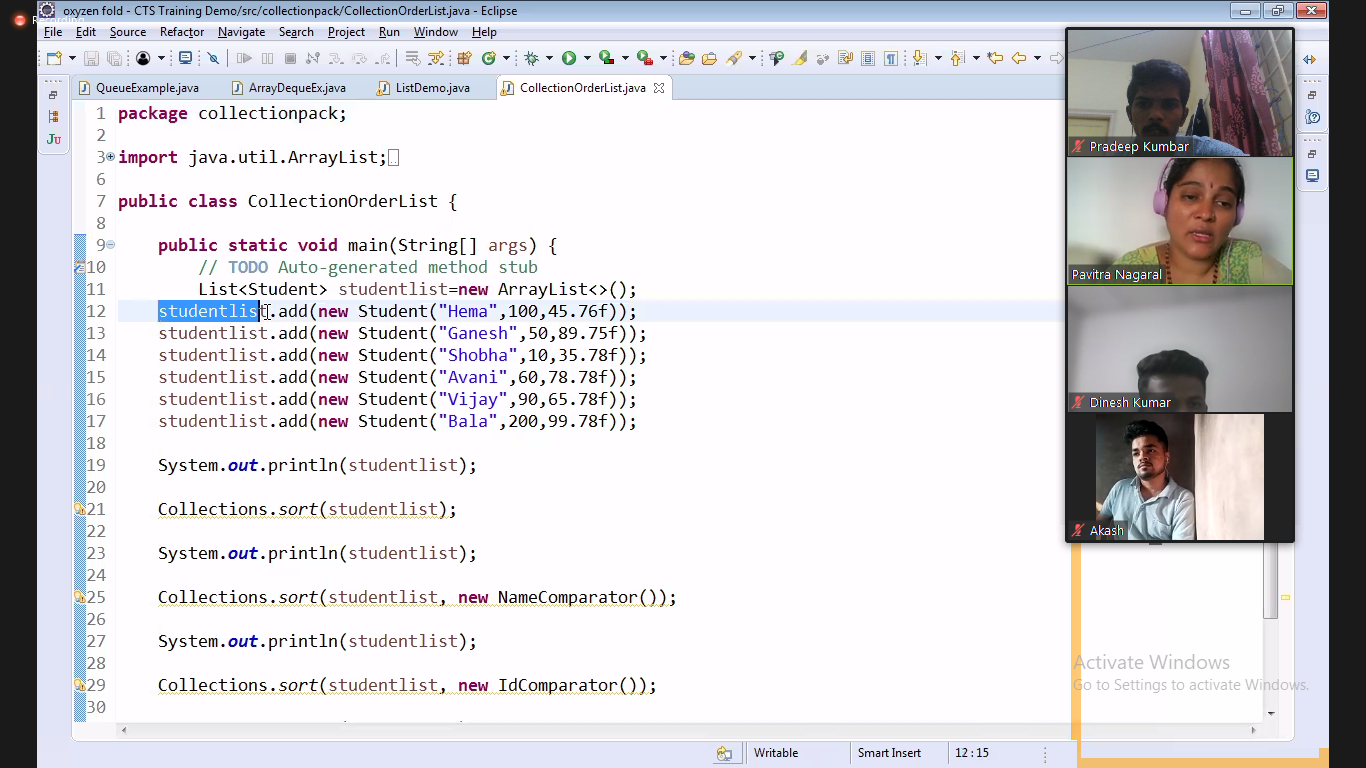 Recording
oxyzen fold - CTS Training Demo/src/collectionpack/CollectionOrderList.java - Eclipse
File Edit Source Refactor Navigate Search Project Run Window Help
QueueExample.java ArrayDequeEx.java ListDemo.java CollectionOrderList.java
1 package collectionpack;
2
3 import java.util.ArrayList;
6
7 public class CollectionOrderList {
8
9 public static void main(String[] args) {
10 // TODO Auto-generated method stub
11 List<Student> studentlist=new ArrayList<>();
12 studentlist.add(new Student("Hema",100,45.76f));
13 studentlist.add(new Student("Ganesh",50,89.75f));
14 studentlist.add(new Student("Shobha",10,35.78f));
15 studentlist.add(new Student("Avani",60,78.78f));
16 studentlist.add(new Student("Vijay",90,65.78f));
17 studentlist.add(new Student("Bala",200,99.78f));
18
19 System.out.println(studentlist);
20
21 Collections.sort(studentlist);
22
23 System.out.println(studentlist);
24
25 Collections.sort(studentlist, new NameComparator());
26
27 System.out.println(studentlist);
28
29 Collections.sort(studentlist, new IdComparator());
30
Writable Smart Insert 12 : 15
Pradeep Kumbar
Pavitra Nagaral
Dinesh Kumar
Akash
Activate Windows
Go to Settings to activate Windows.
Ju